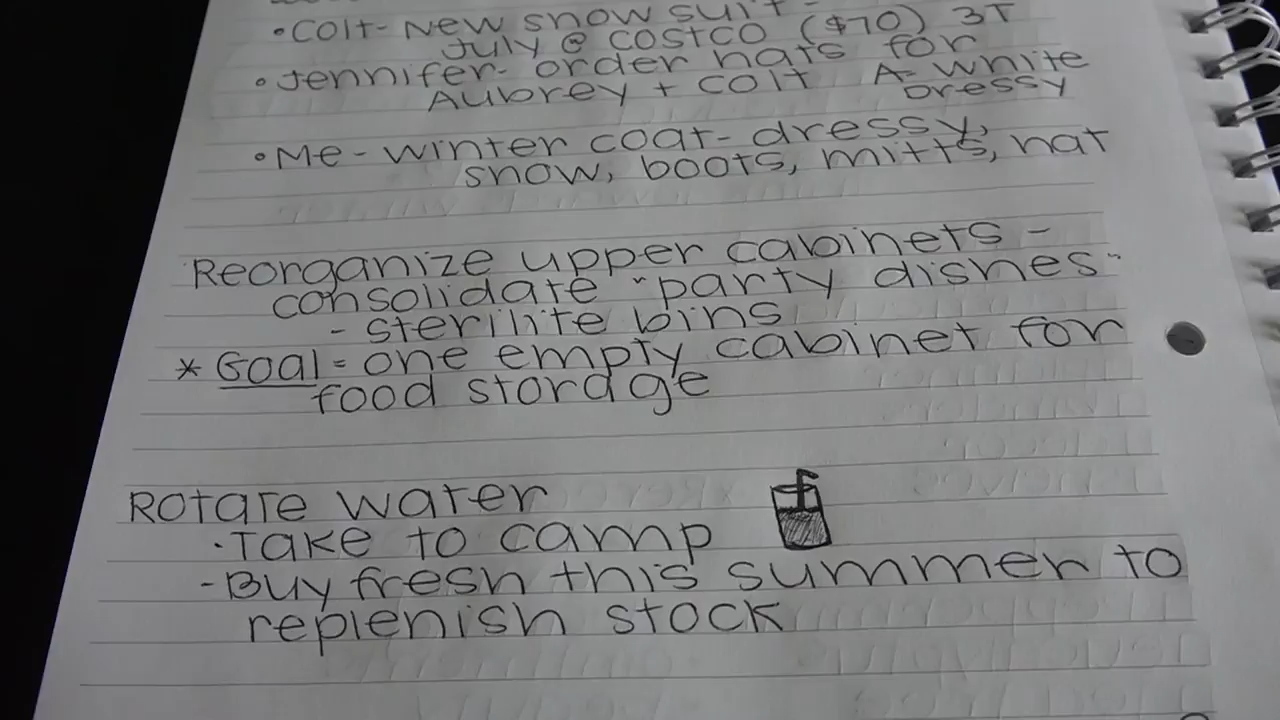 • Colt- New snow suit -
July @ Costco ($70) 3T
• Jennifer- order hats for
Aubrey + Colt A- white
Dressy
• Me - winter coat - dressy,
snow, boots, mitts, hat
Reorganize upper cabinets -
consolidate "party dishes"
- sterilite bins
* Goal = one empty cabinet for
food storage
Rotate water
• Take to camp
- Buy fresh this summer to
replenish stock